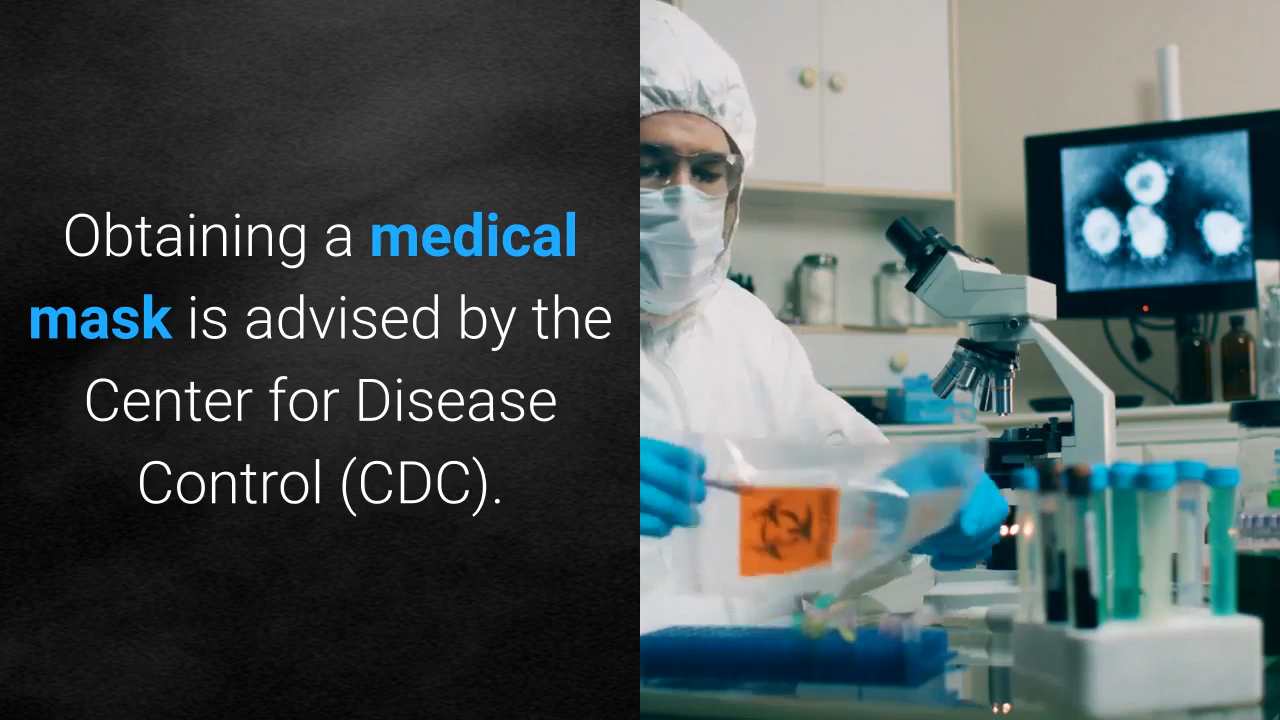 Obtaining a medical
mask is advised by the
Center for Disease
Control (CDC).